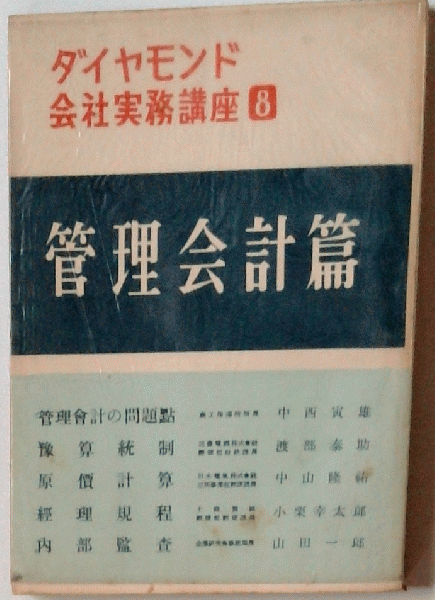 ダイヤモンド
会社実務講座 8
管理会計篇
管理會計の問題點 中西寅雄
豫算統制 渡部泰助
原價計算 中山隆祐
經理規程 小栗幸太郎
内部監査 山田一郎